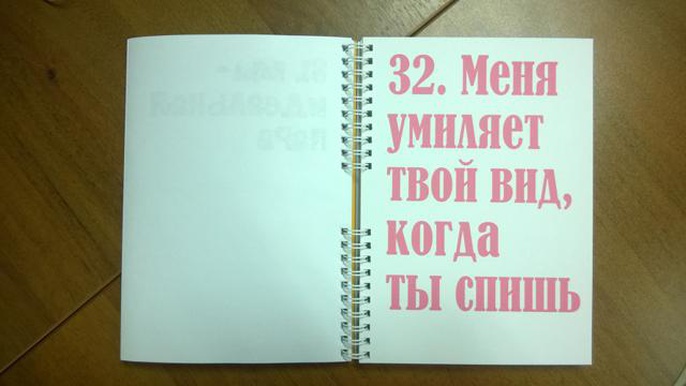 32. Меня
умиляет
твой вид,
когда
ты спишь